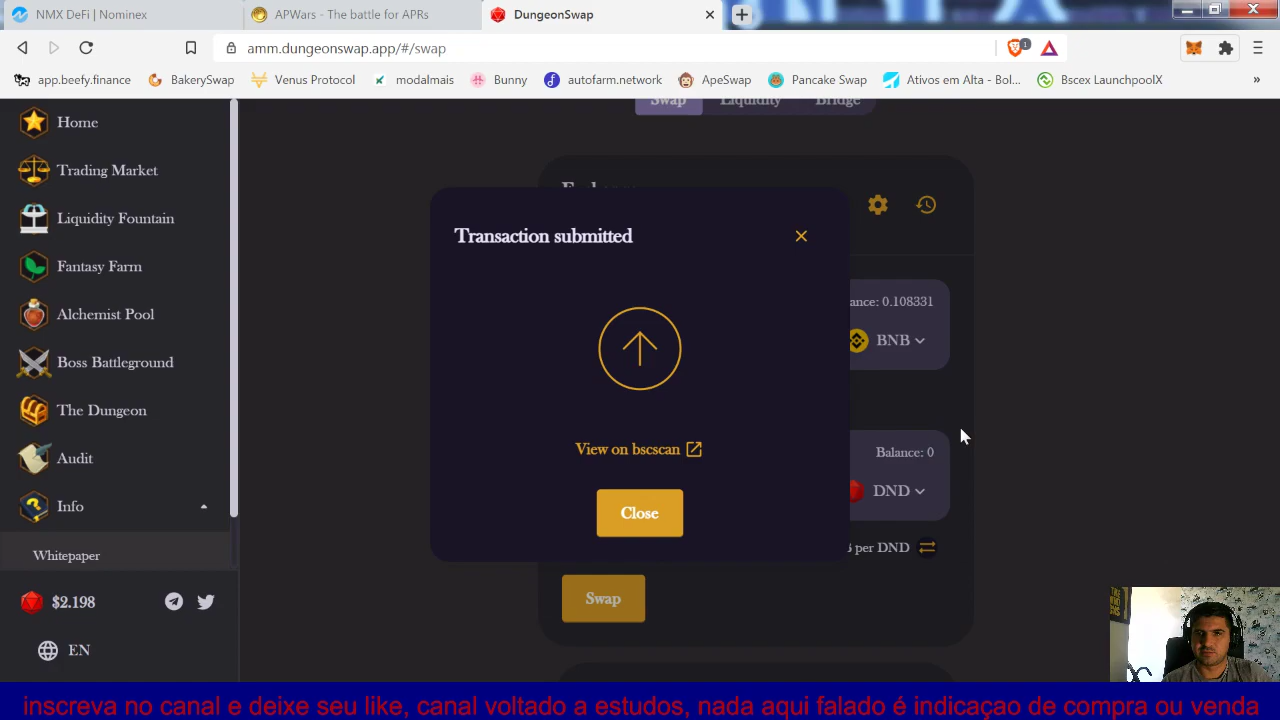 NMX DeFi | Nominex
APWars - The battle for APRs
DungeonSwap
amm.dungeonswap.app/#/swap
1
app.beefy.finance
BakerySwap
Venus Protocol
modalmais
Bunny
autofarm.network
ApeSwap
Pancake Swap
Ativos em Alta - Bol...
Bscex LaunchpoolX
»
Home
Trading Market
Liquidity Fountain
Fantasy Farm
Alchemist Pool
Boss Battleground
The Dungeon
Audit
Info
Whitepaper
$2.198
EN
Swap
Liquidity
Bridge
Transaction submitted
View on bscscan
Close
ance: 0.108331
BNB
Balance: 0
DND
per DND
Swap
inscreva no canal e deixe seu like, canal voltado a estudos, nada aqui falado é indicaçao de compra ou venda